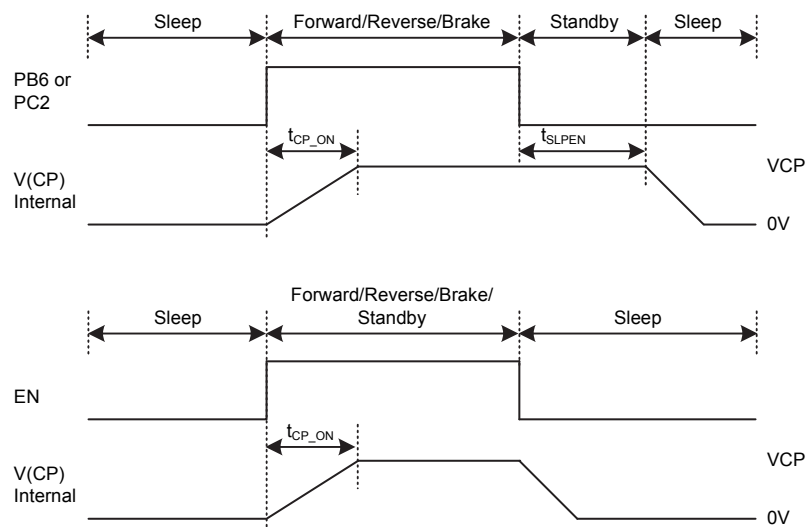 Sleep Forward/Reverse/Brake Standby Sleep
PB6 or
PC2
tCP_ON tSLPEN
V(CP)
Internal
VCP
0V
Forward/Reverse/Brake/
Sleep Standby Sleep
EN
tCP_ON
V(CP)
Internal
VCP
0V